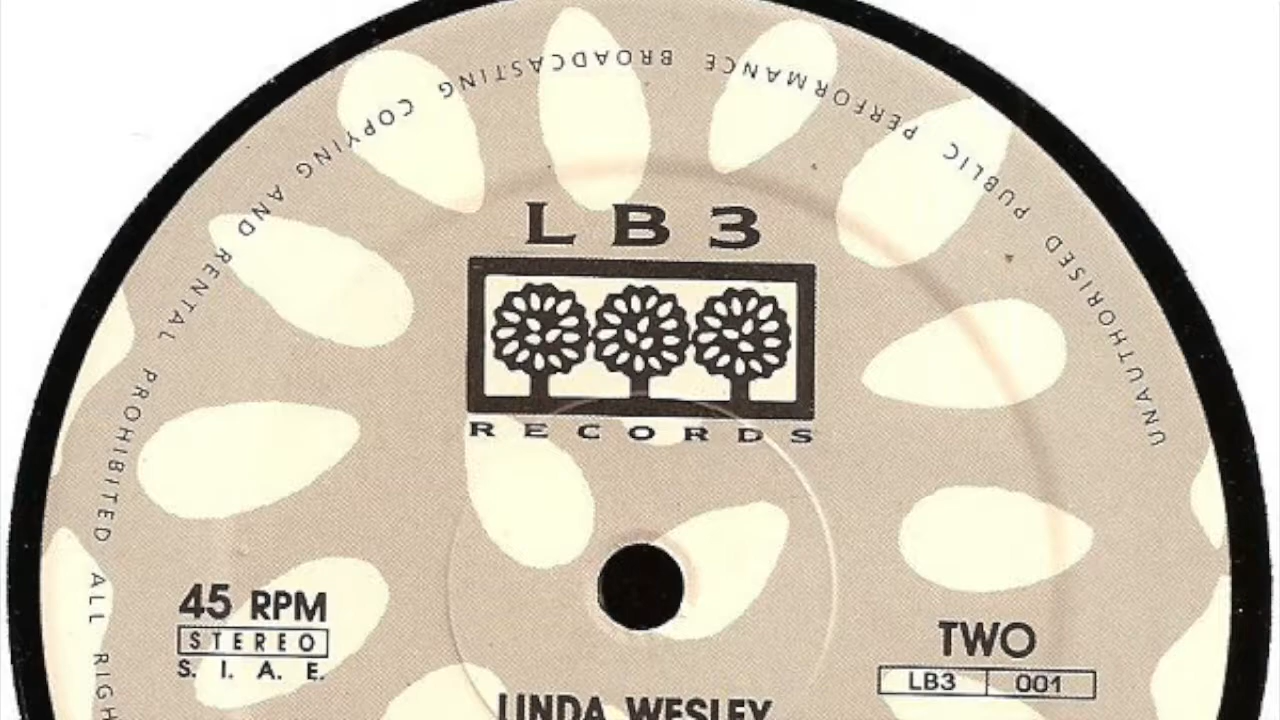 UNAUTHORISED PUBLIC PERFORMANCE BROADCASTING COPYING AND RENTAL PROHIBITED ALL RIGH
LB3
RECORDS
45 RPM
STEREO
S. I. A. E.
TWO
LB3 001
LINDA WESLEY